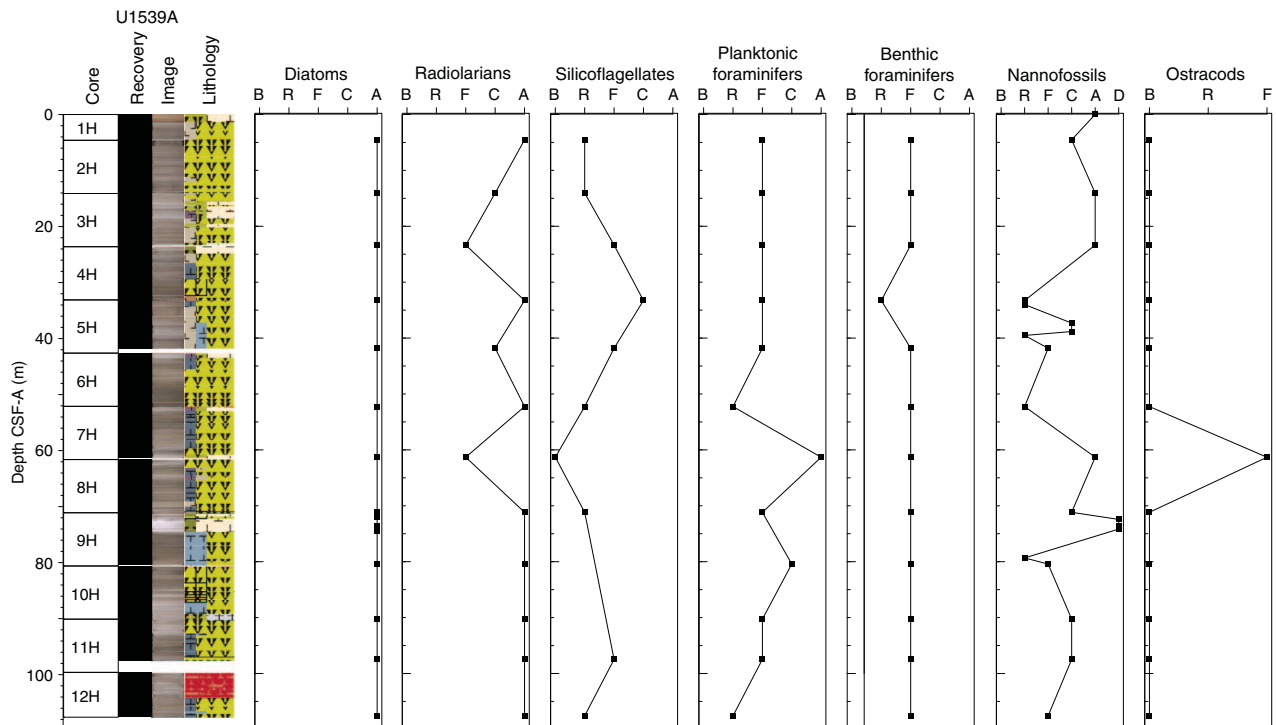 U1539A
Core
Recovery
Image
Lithology
Diatoms
Radiolarians
Silicoflagellates
Planktonic
foraminifers
Benthic
foraminifers
Nannofossils
Ostracods
B R F C A
B R F C A
B R F C A
B R F C A
B R F C A
B R F C A D
B R F
Depth CSF-A (m)
0
20
40
60
80
100
1H
2H
3H
4H
5H
6H
7H
8H
9H
10H
11H
12H